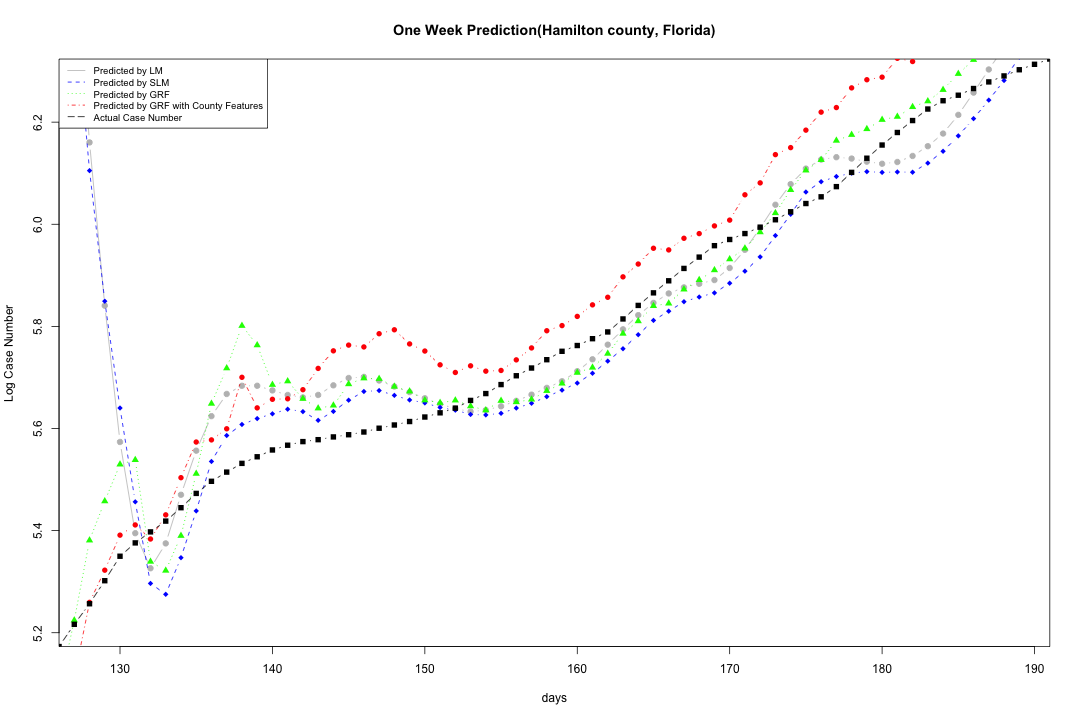 One Week Prediction(Hamilton county, Florida)
Predicted by LM
Predicted by SLM
Predicted by GRF
Predicted by GRF with County Features
Actual Case Number
Log Case Number
6.2
6.0
5.8
5.6
5.4
5.2
130 140 150 160 170 180 190
days